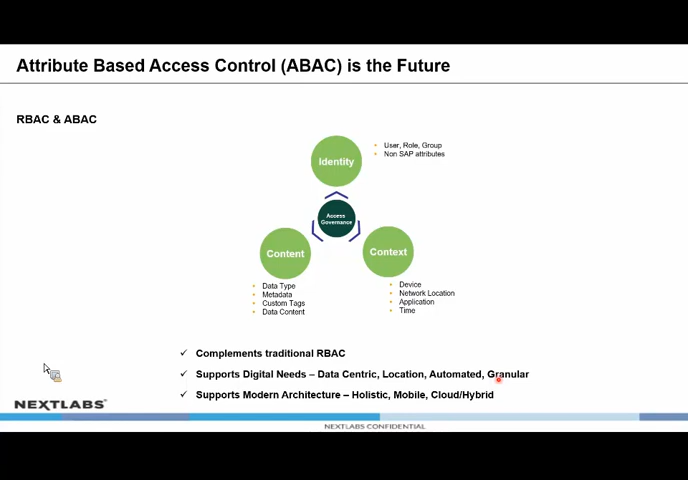 Attribute Based Access Control (ABAC) is the Future
RBAC & ABAC
Identity
User, Role, Group
Non SAP attributes
Access
Governance
Content
Data Type
Metadata
Custom Tags
Data Content
Context
Device
Network Location
Application
Time
✓ Complements traditional RBAC
✓ Supports Digital Needs – Data Centric, Location, Automated, Granular
✓ Supports Modern Architecture – Holistic, Mobile, Cloud/Hybrid
NEXTLABS™
NEXTLABS CONFIDENTIAL